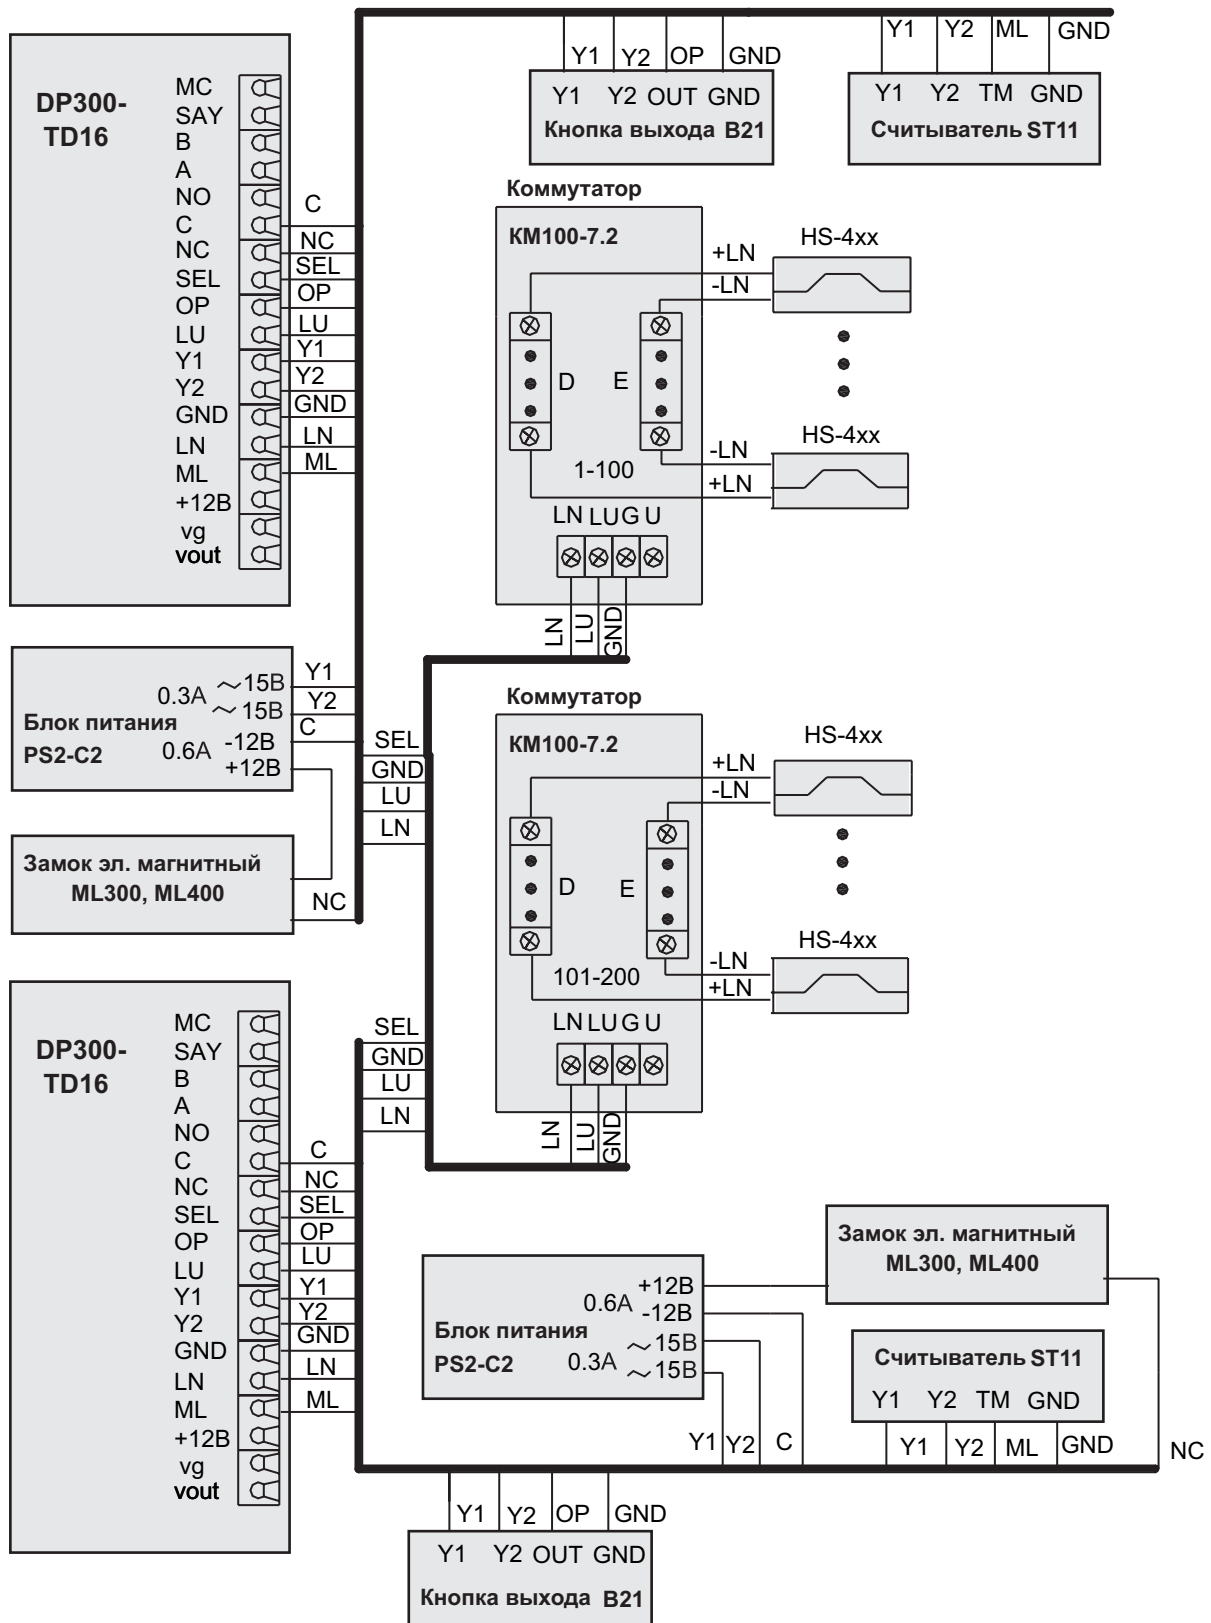 Y1 Y2 OP GND
Y1 Y2 OUT GND
Кнопка выхода B21
Y1 Y2 ML GND
Y1 Y2 TM GND
Считыватель ST11
DP300-
TD16
MC
SAY
B
A
NO
C
NC
SEL
OP
LU
Y1
Y2
GND
LN
ML
+12В
vg
vout
C
NC
SEL
OP
LU
Y1
Y2
GND
LN
ML
Коммутатор
КМ100-7.2
+LN
-LN
HS-4xx
D E
HS-4xx
-LN
+LN
1-100
LN LU G U
LN LU GND
Блок питания
PS2-C2
0.3А ~15В
~15В
0.6А -12В
+12В
Y1
Y2
C
Замок эл. магнитный
ML300, ML400
NC
SEL
GND
LU
LN
Коммутатор
КМ100-7.2
+LN
-LN
HS-4xx
D E
HS-4xx
-LN
+LN
101-200
LN LU G U
LN LU GND
SEL
GND
LU
LN
DP300-
TD16
MC
SAY
B
A
NO
C
NC
SEL
OP
LU
Y1
Y2
GND
LN
ML
+12В
vg
vout
C
NC
SEL
OP
LU
Y1
Y2
GND
LN
ML
Блок питания
PS2-C2
+12В
0.6А -12В
~15В
0.3А ~15В
Y1 Y2 C
Замок эл. магнитный
ML300, ML400
Считыватель ST11
Y1 Y2 TM GND
Y1 Y2 ML GND
NC
Y1 Y2 OP GND
Y1 Y2 OUT GND
Кнопка выхода B21